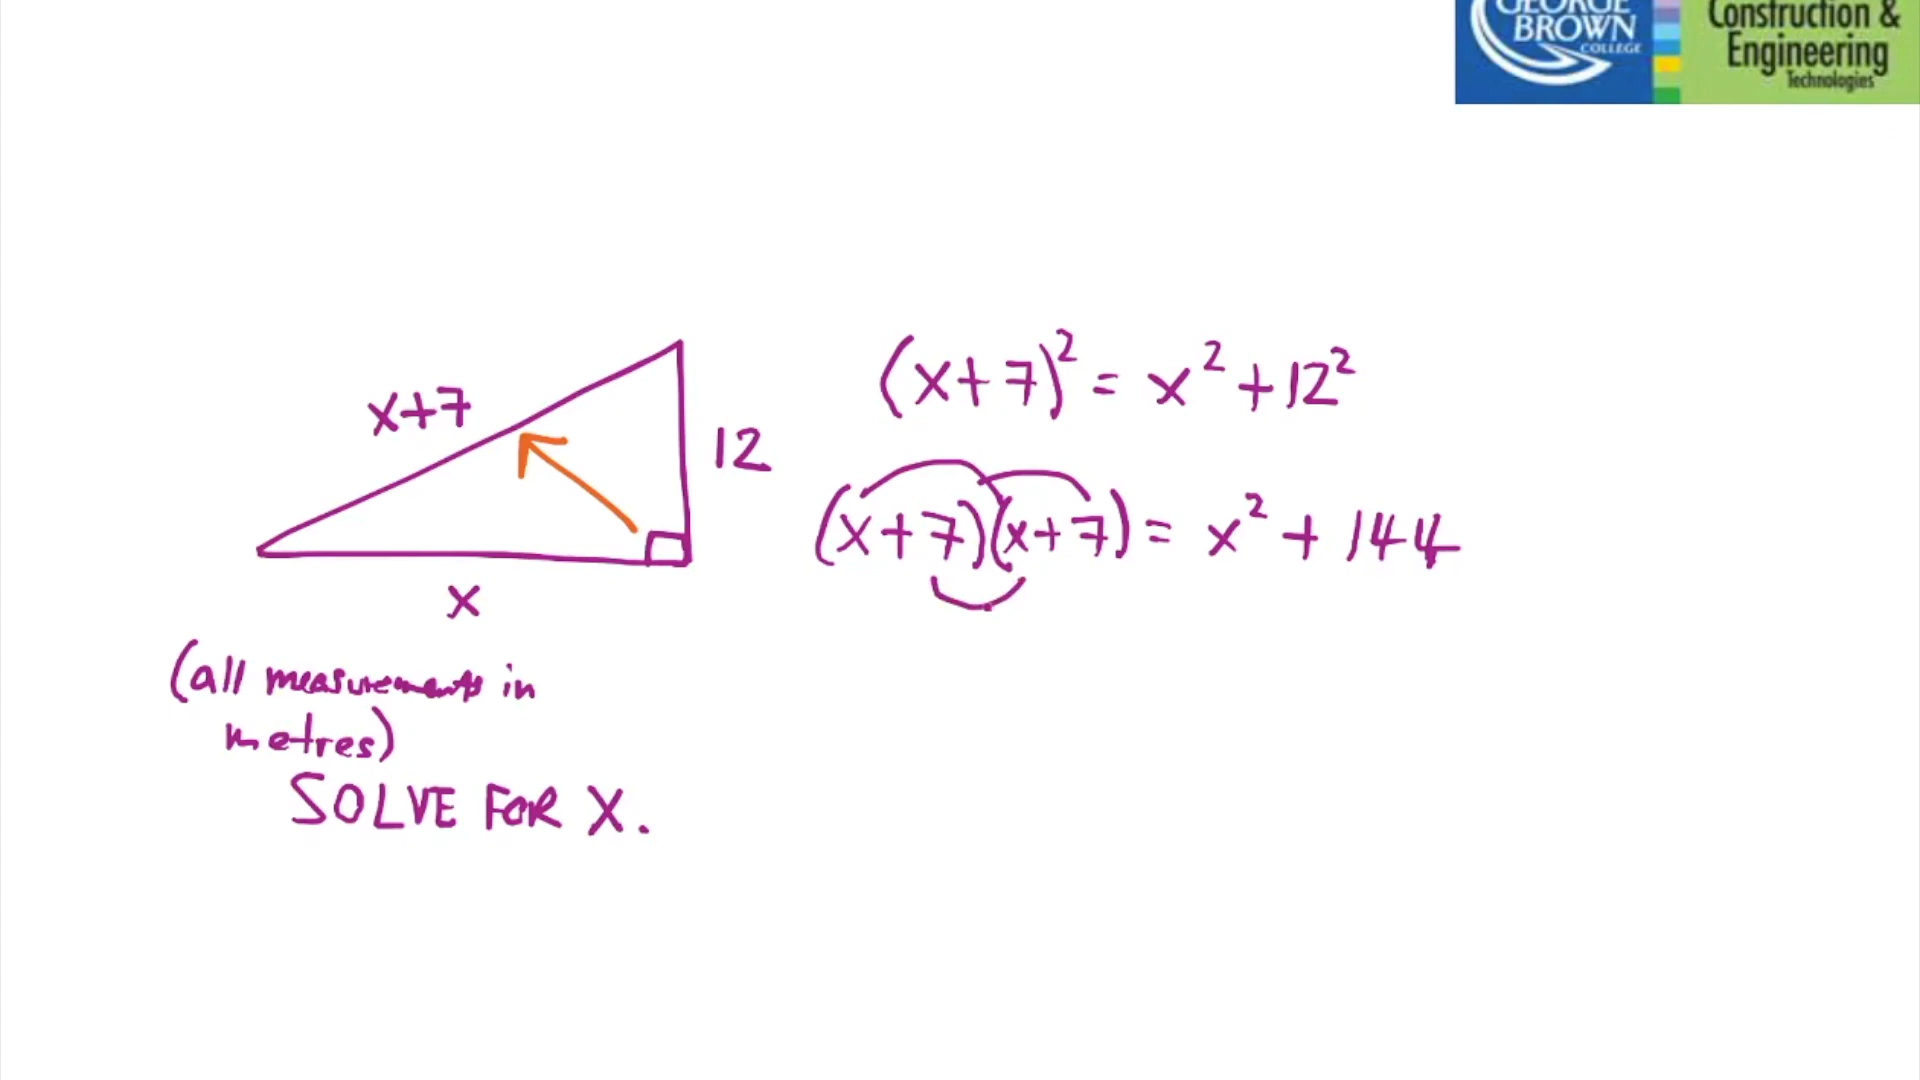 GEORGE
BROWN
COLLEGE
Construction &
Engineering
Technologies
x+7
12
x
(x+7)² = x² + 12²
(x+7)(x+7) = x² + 144
(all measurements in
metres)
SOLVE FOR X.